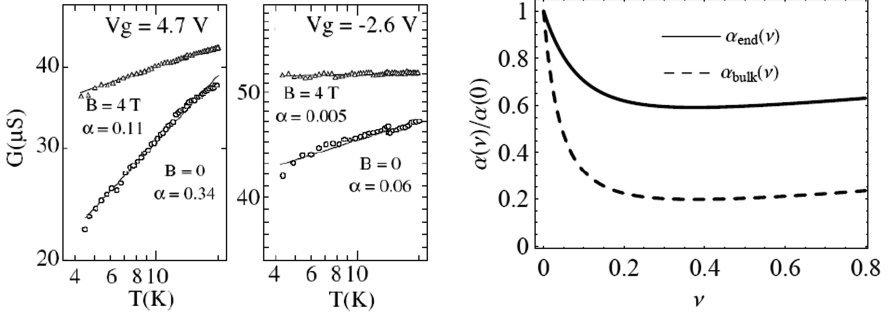 Vg = 4.7 V
G(μS)
40
30
20
B = 4 T
α = 0.11
B = 0
α = 0.34
4 6 8 10
T(K)
Vg = -2.6 V
50
40
B = 4 T
α = 0.005
B = 0
α = 0.06
4 6 8 10
T(K)
α(ν)/α(0)
1
0.8
0.6
0.4
0.2
0
α_end(ν)
α_bulk(ν)
0 0.2 0.4 0.6 0.8
ν